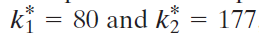 k₁* = 80 and k₂* = 177